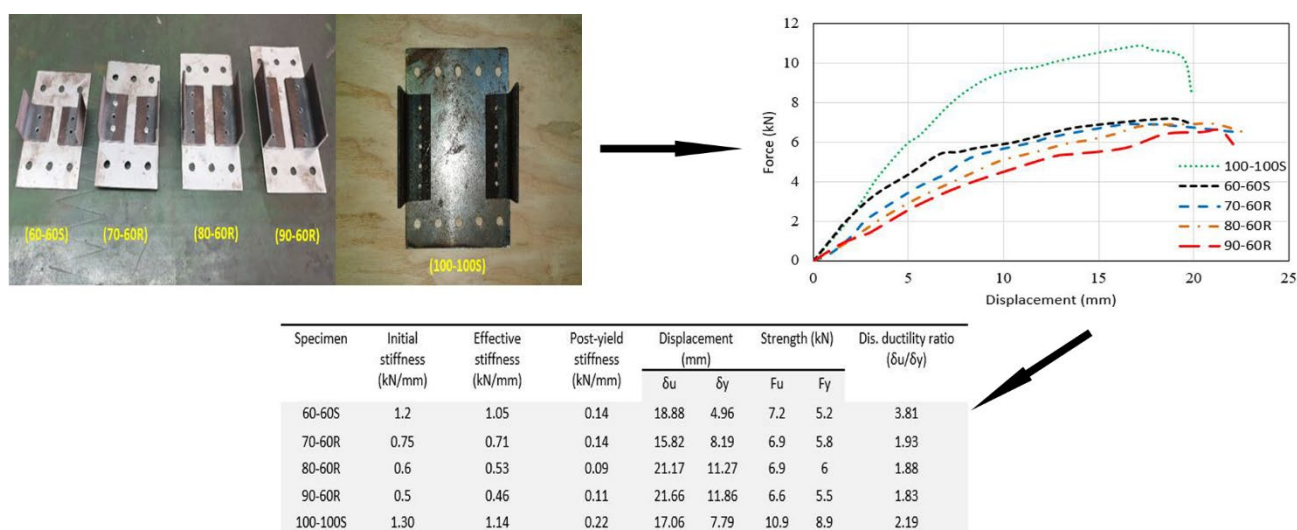 (60-60S)
(70-60R)
(80-60R)
(90-60R)
(100-100S)
12
10
8
6
4
2
0
Force (kN)
100-100S
60-60S
70-60R
80-60R
90-60R
0 5 10 15 20 25
Displacement (mm)
Specimen Initial stiffness (kN/mm) Effective stiffness (kN/mm) Post-yield stiffness (kN/mm) Displacement (mm) Strength (kN) Dis. ductility ratio (δu/δy)
δu δy Fu Fy
60-60S 1.2 1.05 0.14 18.88 4.96 7.2 5.2 3.81
70-60R 0.75 0.71 0.14 15.82 8.19 6.9 5.8 1.93
80-60R 0.6 0.53 0.09 21.17 11.27 6.9 6 1.88
90-60R 0.5 0.46 0.11 21.66 11.86 6.6 5.5 1.83
100-100S 1.30 1.14 0.22 17.06 7.79 10.9 8.9 2.19